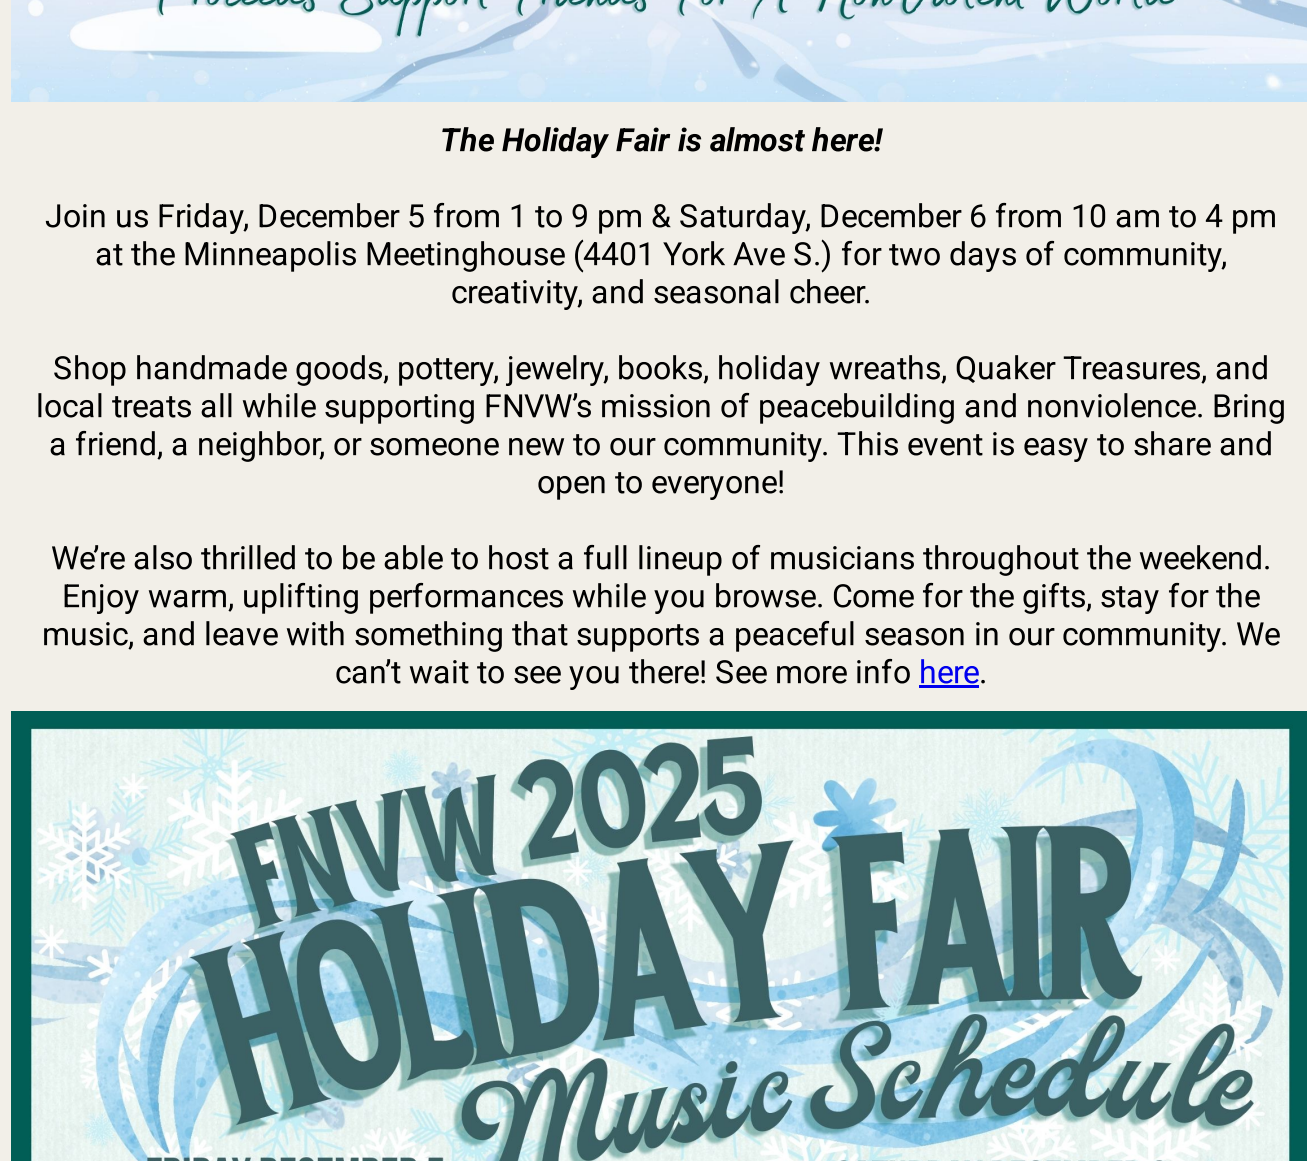 Proceeds Support Friends For A NonViolent World
The Holiday Fair is almost here!
Join us Friday, December 5 from 1 to 9 pm & Saturday, December 6 from 10 am to 4 pm
at the Minneapolis Meetinghouse (4401 York Ave S.) for two days of community,
creativity, and seasonal cheer.
Shop handmade goods, pottery, jewelry, books, holiday wreaths, Quaker Treasures, and
local treats all while supporting FNVW’s mission of peacebuilding and nonviolence. Bring
a friend, a neighbor, or someone new to our community. This event is easy to share and
open to everyone!
We’re also thrilled to be able to host a full lineup of musicians throughout the weekend.
Enjoy warm, uplifting performances while you browse. Come for the gifts, stay for the
music, and leave with something that supports a peaceful season in our community. We
can’t wait to see you there! See more info here.
FNVW 2025
HOLIDAY FAIR
Music Schedule